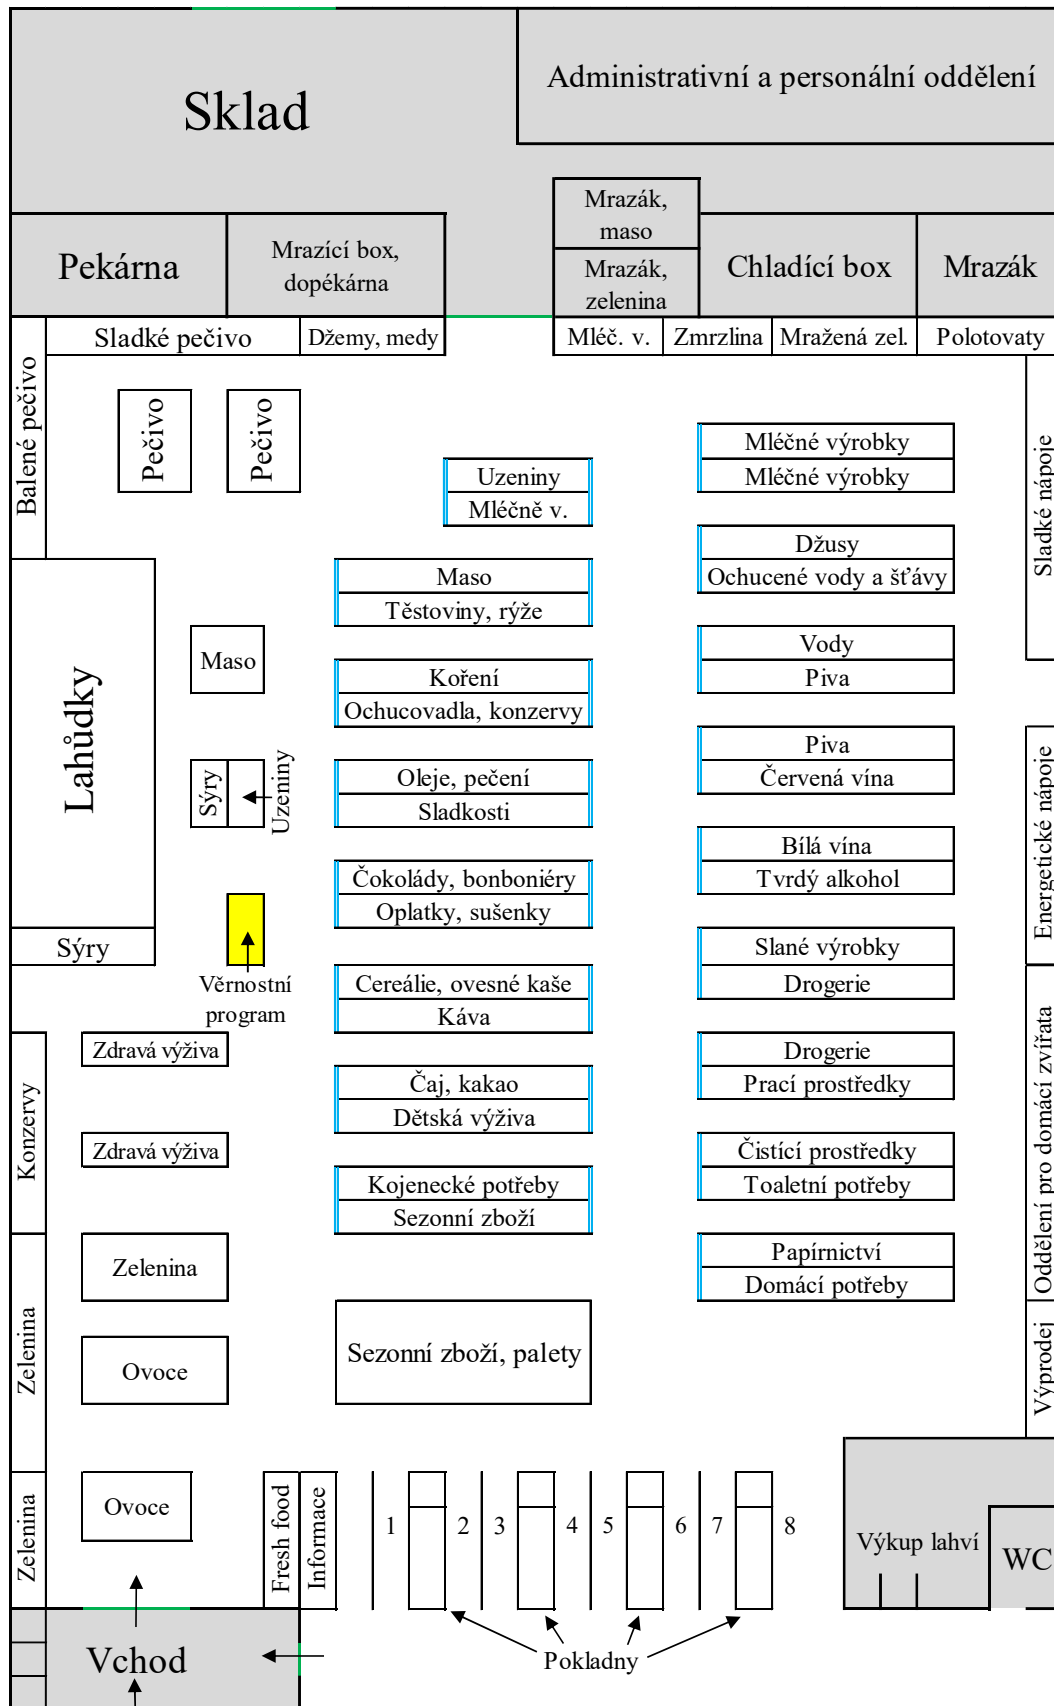 Administrativní a personální oddělení
Sklad
Mrazák,
maso
Pekárna
Mrazící box,
dopékárna
Mrazák,
zelenina
Chladící box
Mrazák
Sladké pečivo
Džemy, medy
Mléč. v.
Zmrzlina
Mražená zel.
Polotovaty
Balené pečivo
Pečivo
Pečivo
Uzeniny
Mléčně v.
Mléčné výrobky
Mléčné výrobky
Sladké nápoje
Džusy
Ochucené vody a šťávy
Maso
Těstoviny, rýže
Lahůdky
Maso
Koření
Ochucovadla, konzervy
Vody
Piva
Sýry
Uzeniny
Oleje, pečení
Sladkosti
Piva
Červená vína
Energetické nápoje
Čokolády, bonboniéry
Oplatky, sušenky
Bílá vína
Tvrdý alkohol
Sýry
Věrnostní
program
Cereálie, ovesné kaše
Káva
Slané výrobky
Drogerie
Konzervy
Zdravá výživa
Zdravá výživa
Čaj, kakao
Dětská výživa
Drogerie
Prací prostředky
Oddělení pro domácí zvířata
Kojenecké potřeby
Sezonní zboží
Čistící prostředky
Toaletní potřeby
Zelenina
Zelenina
Ovoce
Sezonní zboží, palety
Papírnictví
Domácí potřeby
Výprodej
Zelenina
Ovoce
Fresh food
Informace
1
2
3
4
5
6
7
8
Výkup lahví
WC
Vchod
Pokladny